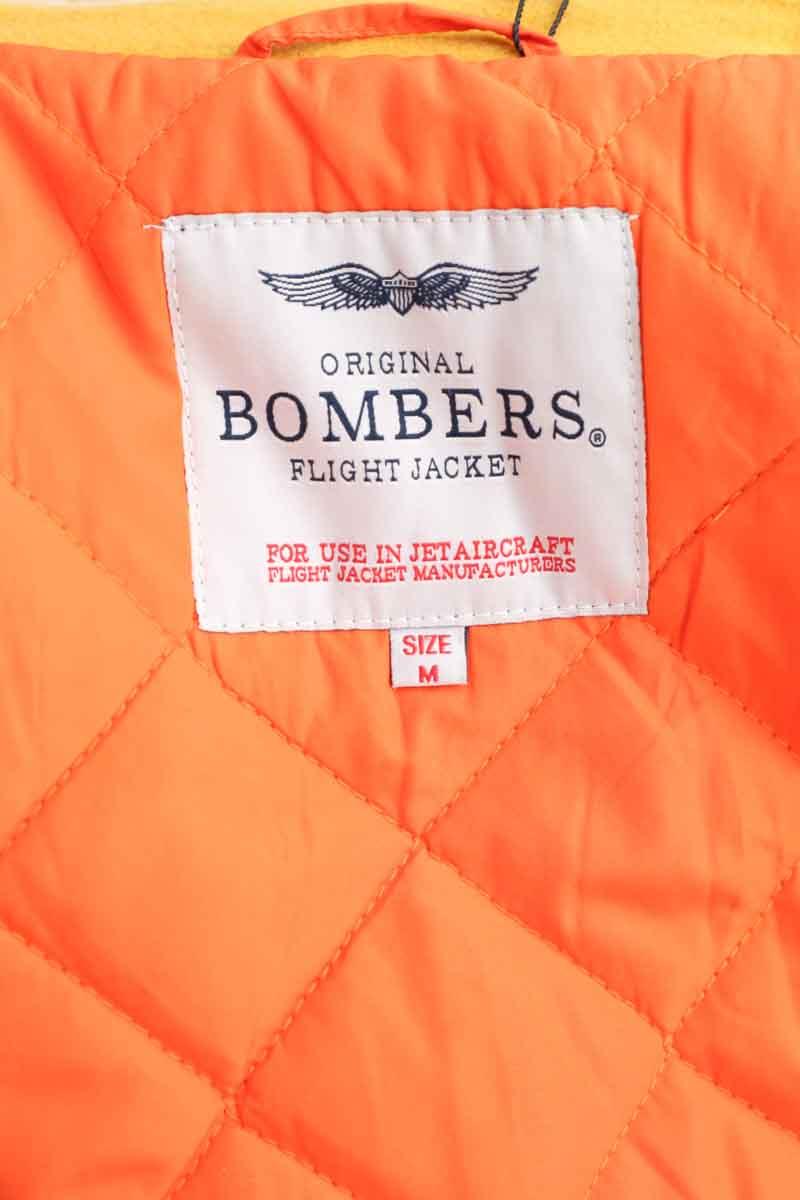 ORIGINAL
BOMBERS®
FLIGHT JACKET
FOR USE IN JETAIRCRAFT
FLIGHT JACKET MANUFACTURERS
SIZE
M